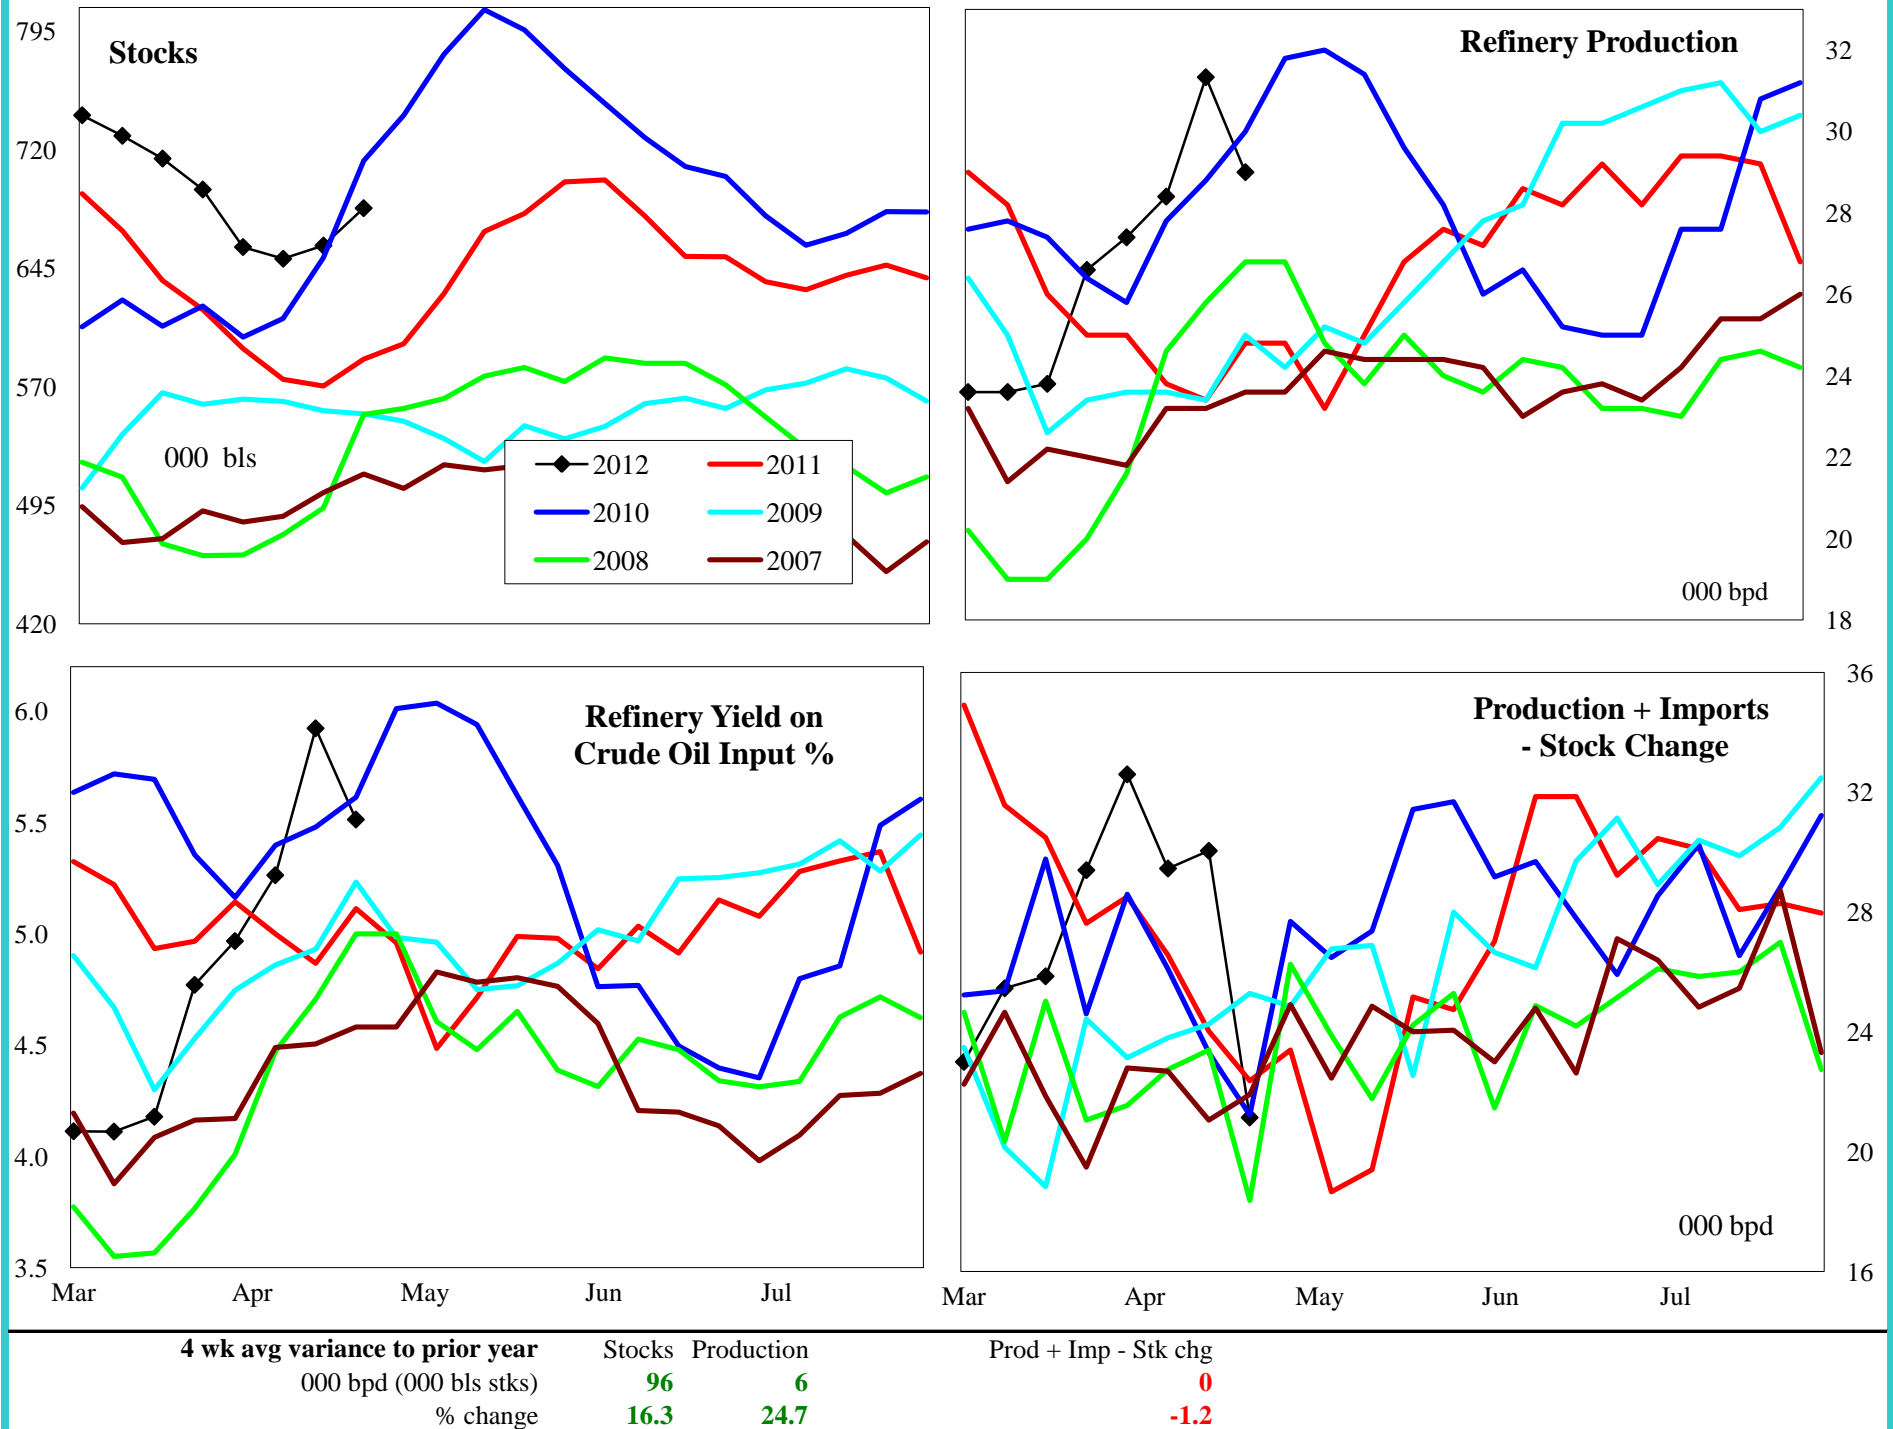 Stocks
795
720
645
570
495
420
000 bls
2012 2011
2010 2009
2008 2007
Refinery Production
32
30
28
26
24
22
20
18
000 bpd
Refinery Yield on
Crude Oil Input %
6.0
5.5
5.0
4.5
4.0
3.5
Mar Apr May Jun Jul
Production + Imports
- Stock Change
36
32
28
24
20
16
000 bpd
Mar Apr May Jun Jul
4 wk avg variance to prior year Stocks Production Prod + Imp - Stk chg
000 bpd (000 bls stks) 96 6 0
% change 16.3 24.7 -1.2